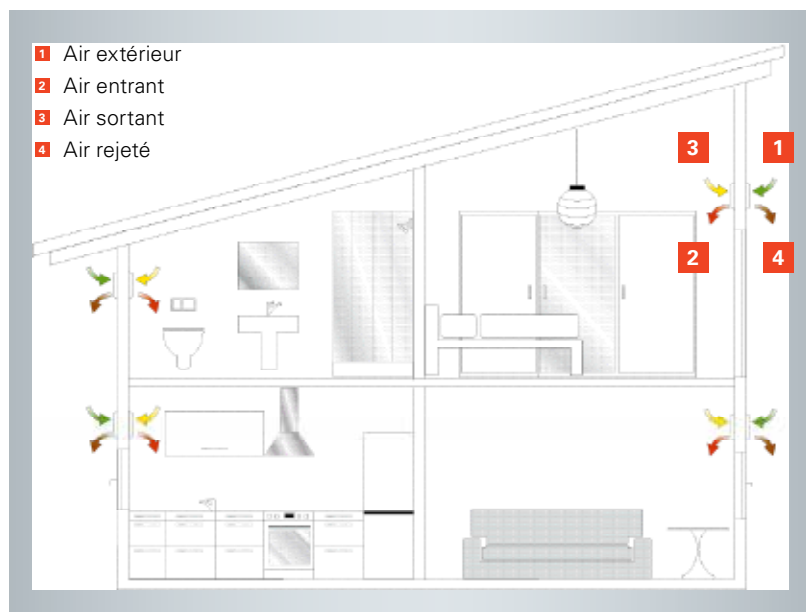 1 Air extérieur
2 Air entrant
3 Air sortant
4 Air rejeté
3 1
2 4